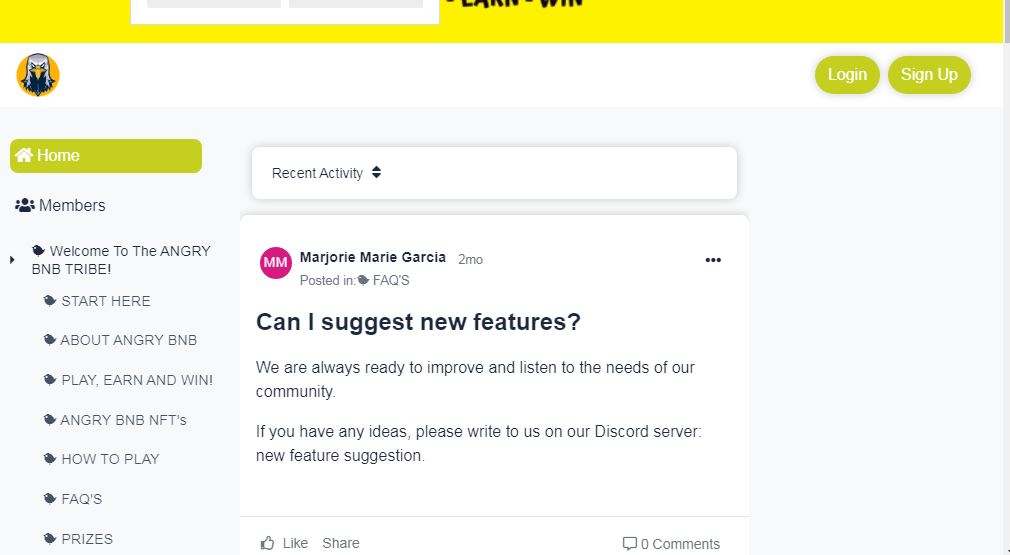 - EARN - WIN
Login
Sign Up
Home
Members
Welcome To The ANGRY
BNB TRIBE!
START HERE
ABOUT ANGRY BNB
PLAY, EARN AND WIN!
ANGRY BNB NFT's
HOW TO PLAY
FAQ'S
PRIZES
Recent Activity
MM
Marjorie Marie Garcia 2mo
Posted in: FAQ'S
Can I suggest new features?
We are always ready to improve and listen to the needs of our
community.
If you have any ideas, please write to us on our Discord server:
new feature suggestion.
Like Share
0 Comments